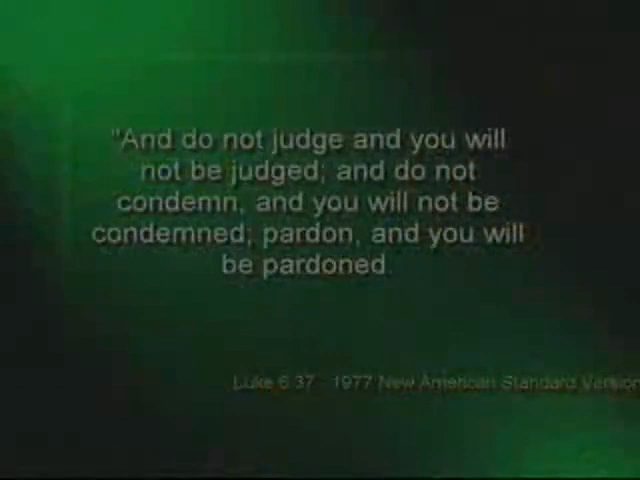 "And do not judge and you will
not be judged; and do not
condemn, and you will not be
condemned; pardon, and you will
be pardoned.
Luke 6:37 1977 New American Standard Version